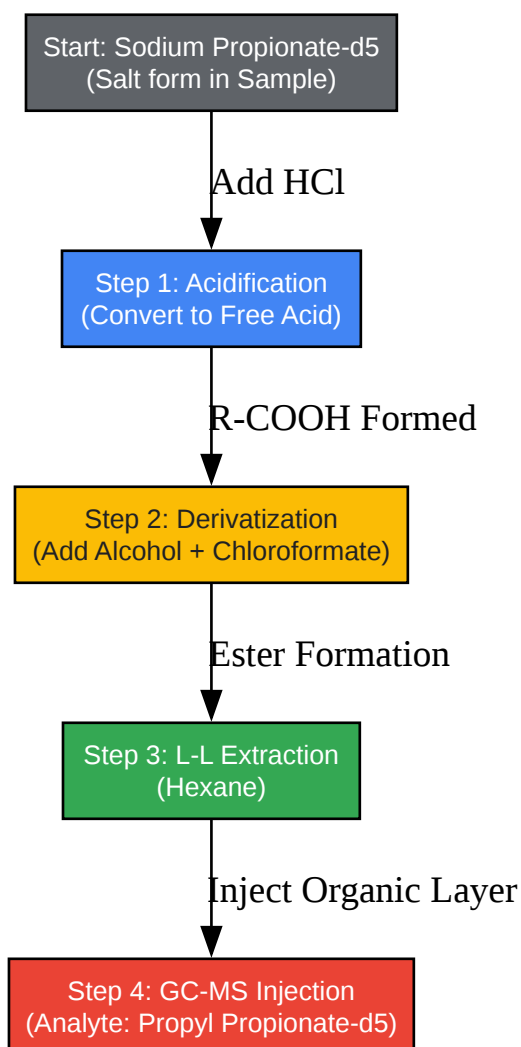 Start: Sodium Propionate-d5
(Salt form in Sample)
Add HCl
Step 1: Acidification
(Convert to Free Acid)
R-COOH Formed
Step 2: Derivatization
(Add Alcohol + Chloroformate)
Ester Formation
Step 3: L-L Extraction
(Hexane)
Inject Organic Layer
Step 4: GC-MS Injection
(Analyte: Propyl Propionate-d5)